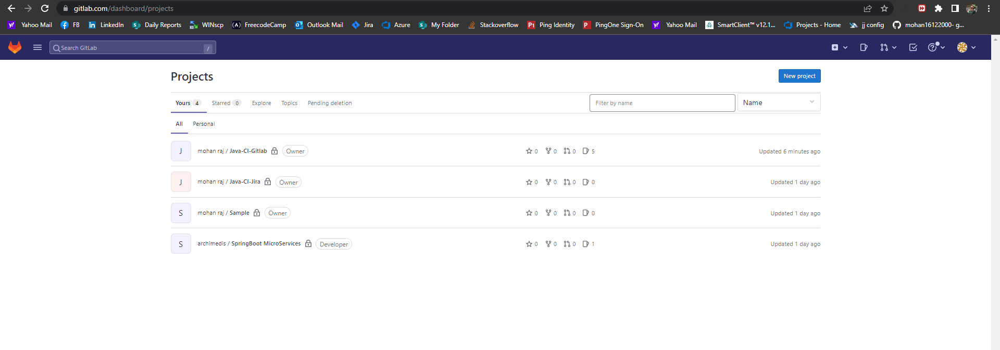 gitlab.com/dashboard/projects
Yahoo Mail FB LinkedIn Daily Reports WINscp FreecodeCamp Outlook Mail Jira Azure My Folder Stackoverflow Ping Identity PingOne Sign-On Yahoo Mail SmartClient™ v12.1... Projects - Home jj config mohan16122000- g...
Search GitLab /
Projects New project
Yours 4 Starred 0 Explore Topics Pending deletion Filter by name Name
All Personal
J mohan raj / Java-CI-Gitlab Owner 0 0 0 5 Updated 6 minutes ago
J mohan raj / Java-CI-Jira Owner 0 0 0 0 Updated 1 day ago
S mohan raj / Sample Owner 0 0 0 0 Updated 1 day ago
S archimedis / SpringBoot MicroServices Developer 0 0 0 1 Updated 1 day ago